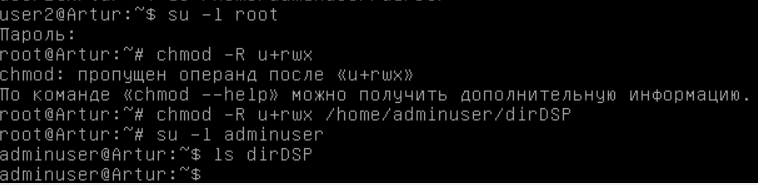 user2@Artur:~$ su -l root
Пароль:
root@Artur:~# chmod -R u+rwx
chmod: пропущен операнд после «u+rwx»
По команде «chmod --help» можно получить дополнительную информацию.
root@Artur:~# chmod -R u+rwx /home/adminuser/dirDSP
root@Artur:~# su -l adminuser
adminuser@Artur:~$ ls dirDSP
adminuser@Artur:~$